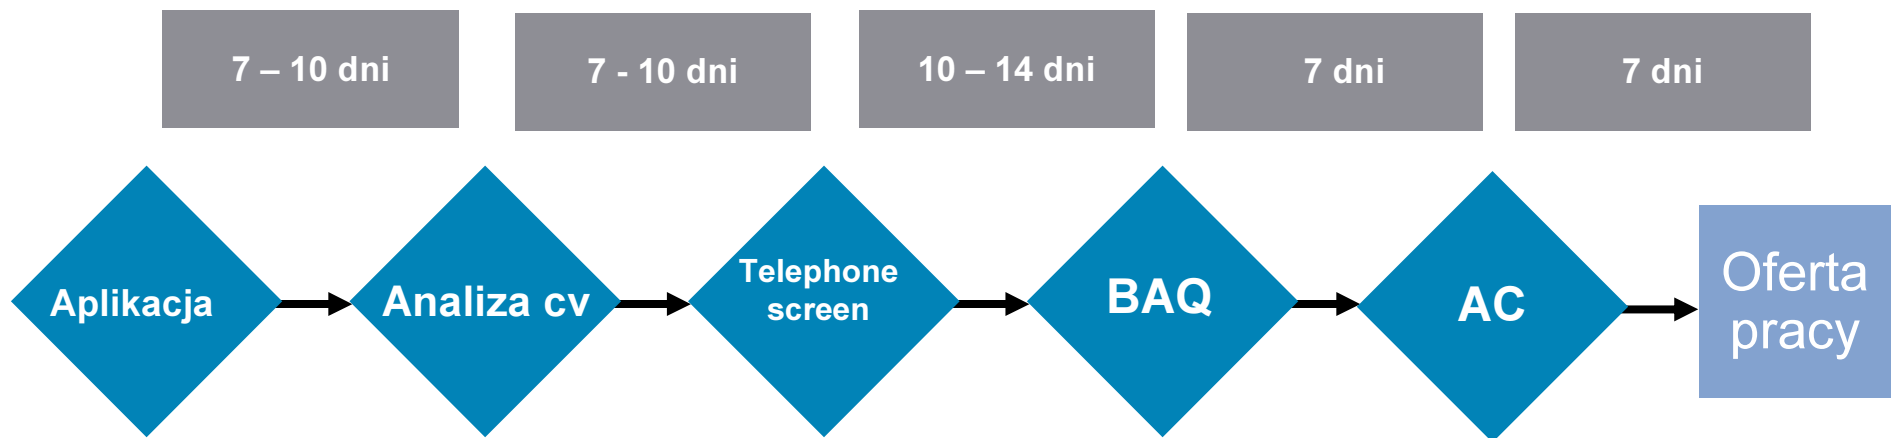 7 – 10 dni
7 - 10 dni
10 – 14 dni
7 dni
7 dni
Aplikacja
Analiza cv
Telephone
screen
BAQ
AC
Oferta
pracy